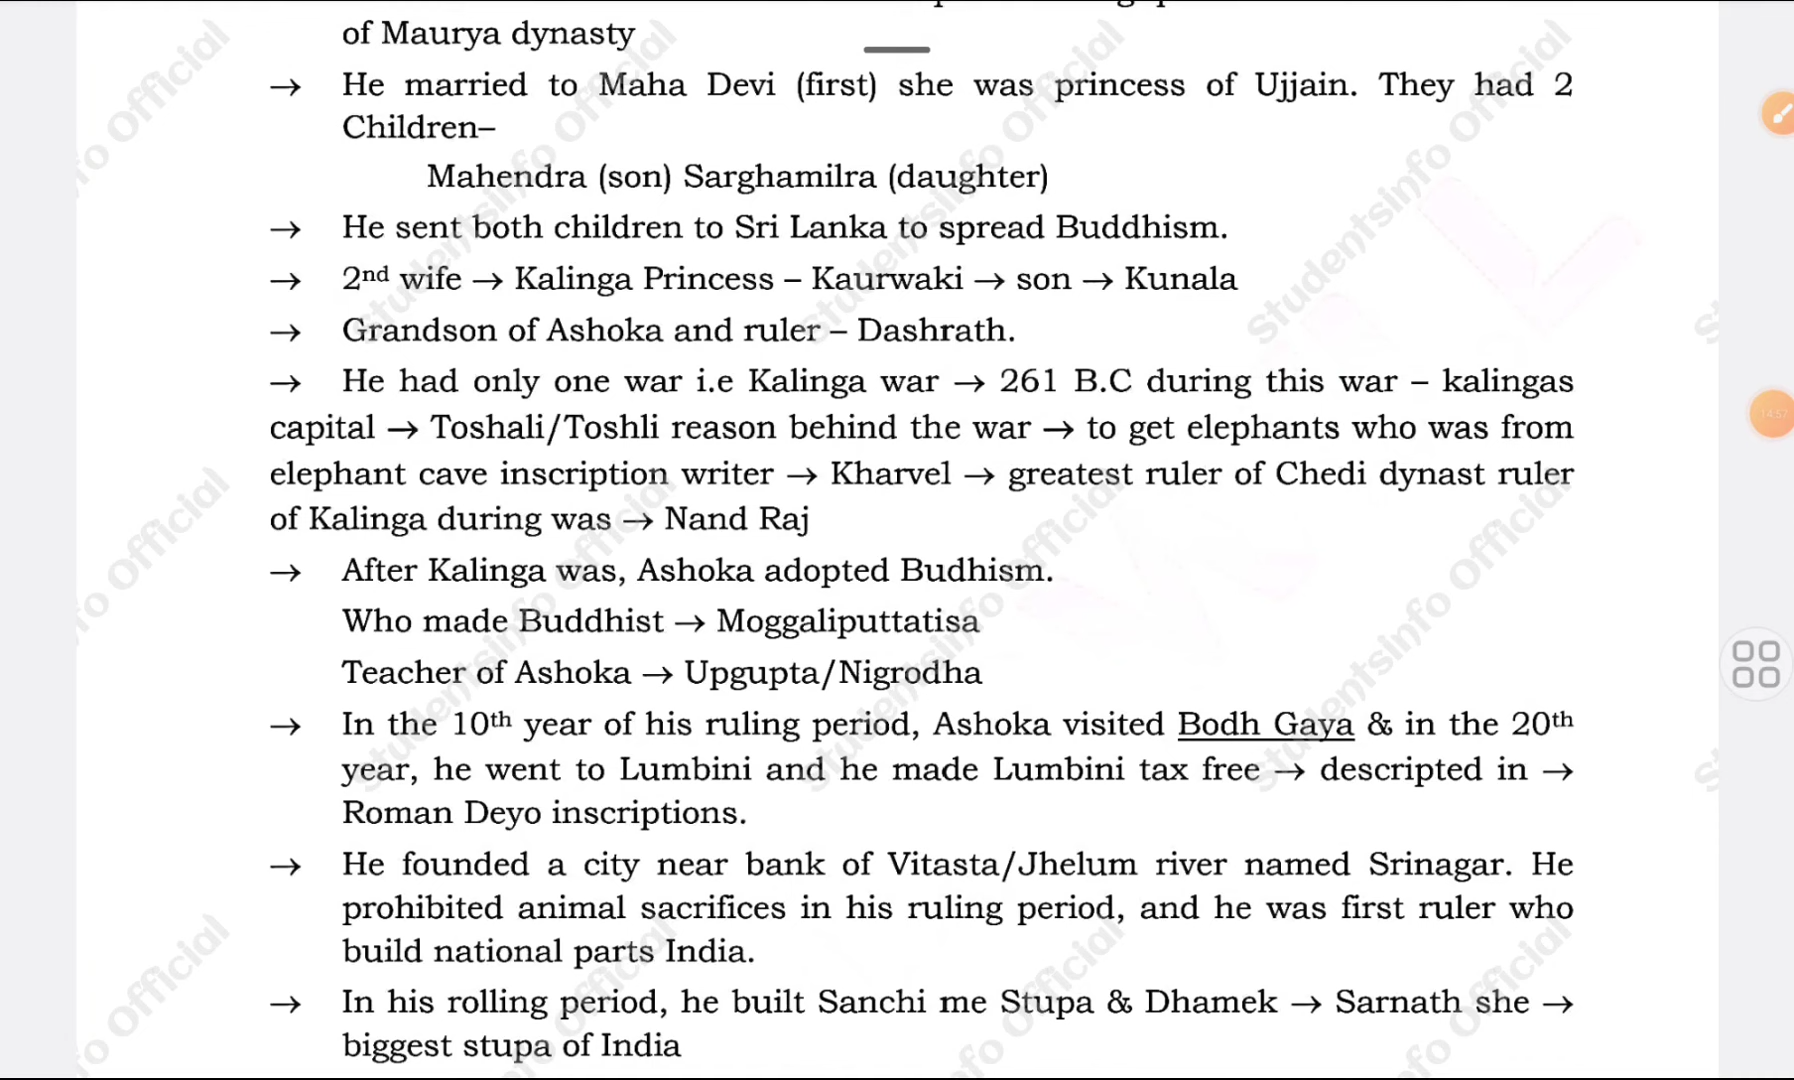 of Maurya dynasty
→ He married to Maha Devi (first) she was princess of Ujjain. They had 2
Children–
Mahendra (son) Sarghamilra (daughter)
→ He sent both children to Sri Lanka to spread Buddhism.
→ 2nd wife → Kalinga Princess – Kaurwaki → son → Kunala
→ Grandson of Ashoka and ruler – Dashrath.
→ He had only one war i.e Kalinga war → 261 B.C during this war – kalingas
capital → Toshali/Toshli reason behind the war → to get elephants who was from
elephant cave inscription writer → Kharvel → greatest ruler of Chedi dynast ruler
of Kalinga during was → Nand Raj
→ After Kalinga was, Ashoka adopted Budhism.
Who made Buddhist → Moggaliputtatisa
Teacher of Ashoka → Upgupta/Nigrodha
→ In the 10th year of his ruling period, Ashoka visited Bodh Gaya & in the 20th
year, he went to Lumbini and he made Lumbini tax free → descripted in →
Roman Deyo inscriptions.
→ He founded a city near bank of Vitasta/Jhelum river named Srinagar. He
prohibited animal sacrifices in his ruling period, and he was first ruler who
build national parts India.
→ In his rolling period, he built Sanchi me Stupa & Dhamek → Sarnath she →
biggest stupa of India
Studentsinfo Official
14:57